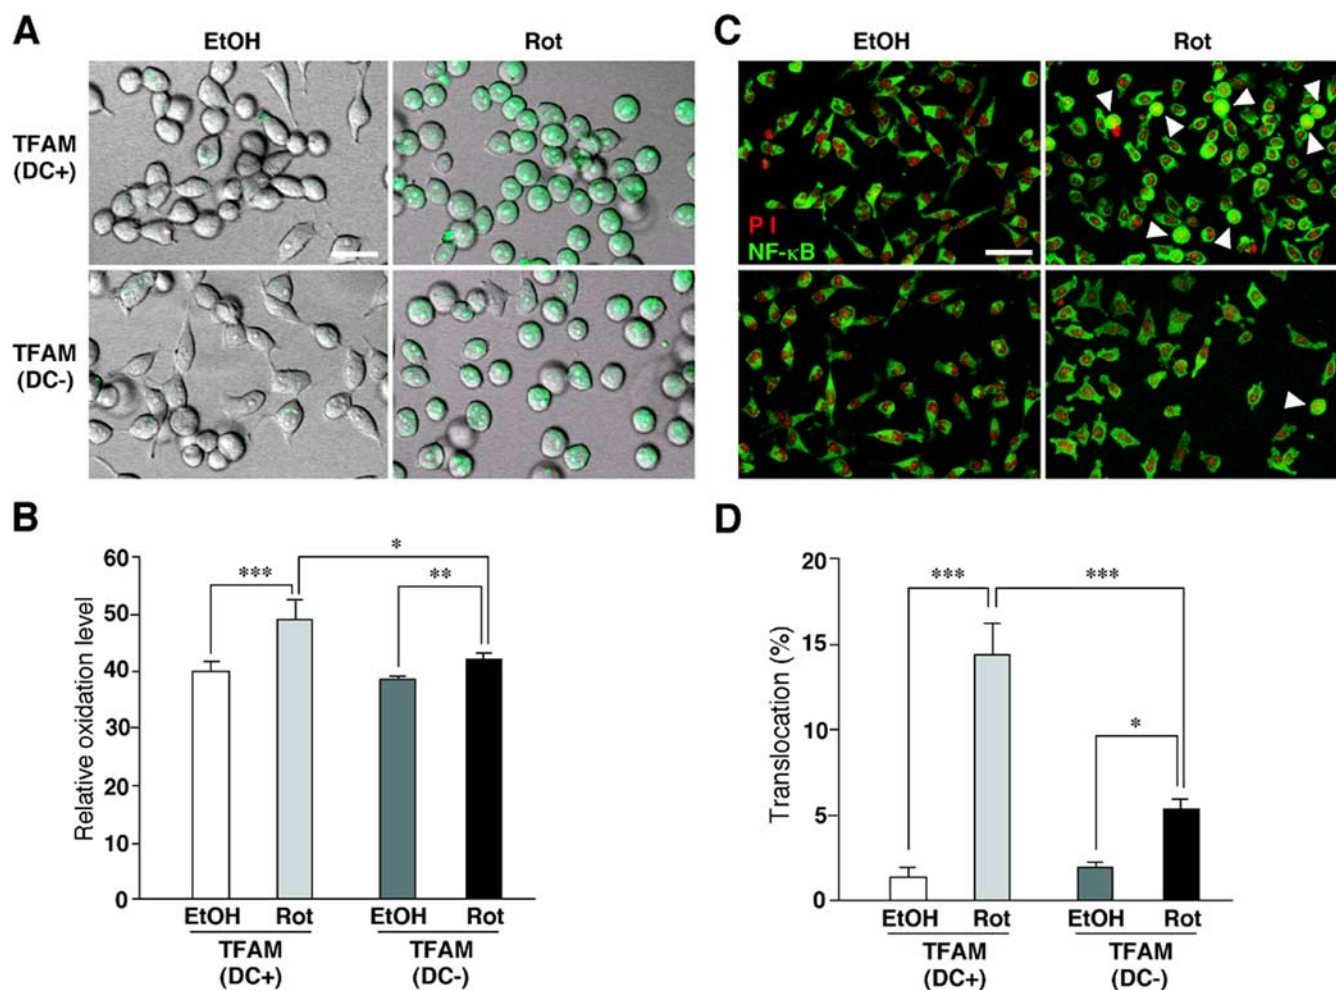 A
EtOH
Rot
TFAM
(DC+)
TFAM
(DC-)
C
EtOH
Rot
P I
NF-κB
B
Relative oxidation level
60
50
40
30
20
10
0
***
*
**
EtOH
Rot
EtOH
Rot
TFAM
(DC+)
TFAM
(DC-)
D
Translocation (%)
20
15
10
5
0
***
***
*
EtOH
Rot
EtOH
Rot
TFAM
(DC+)
TFAM
(DC-)